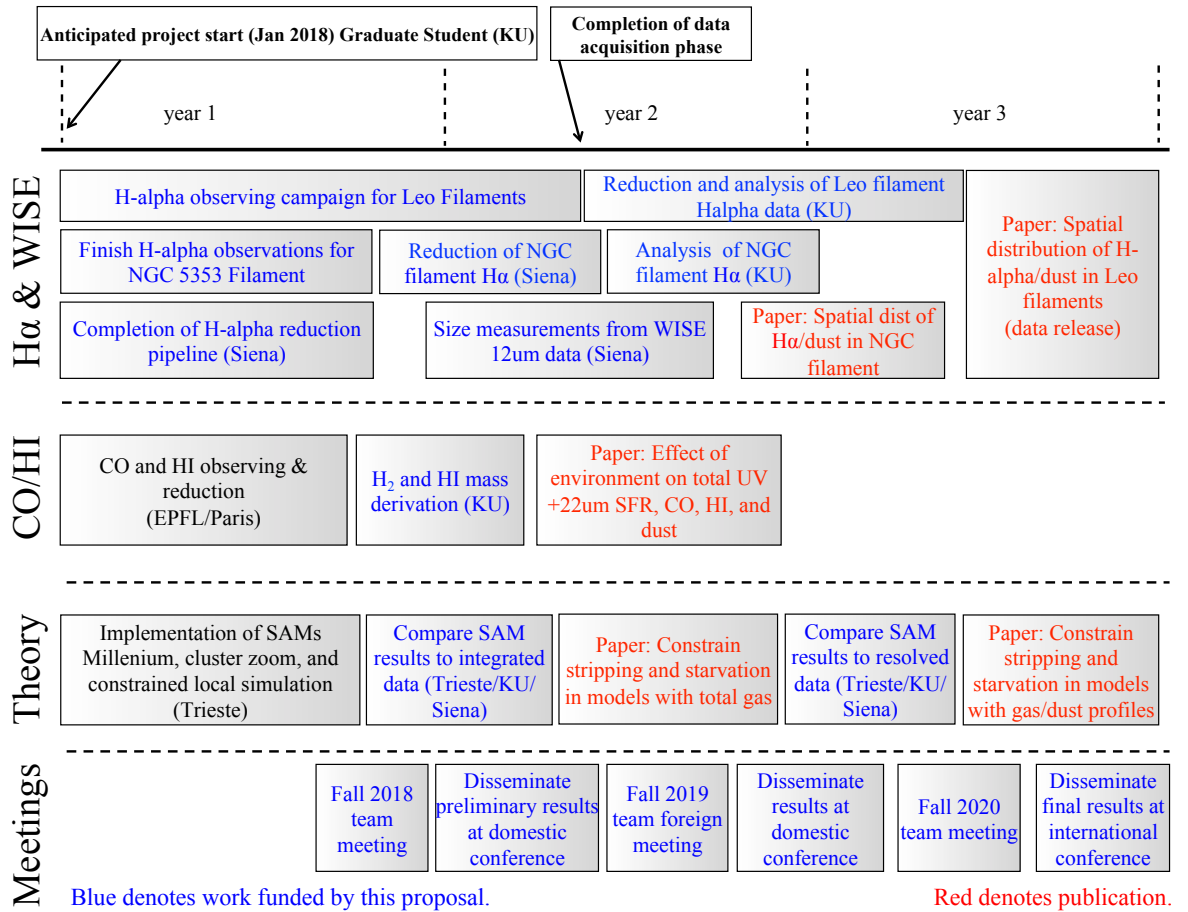 Anticipated project start (Jan 2018) Graduate Student (KU)
Completion of data
acquisition phase
year 1
year 2
year 3
Hα & WISE
H-alpha observing campaign for Leo Filaments
Reduction and analysis of Leo filament
Halpha data (KU)
Paper: Spatial
distribution of H-
alpha/dust in Leo
filaments
(data release)
Finish H-alpha observations for
NGC 5353 Filament
Reduction of NGC
filament Hα (Siena)
Analysis of NGC
filament Hα (KU)
Completion of H-alpha reduction
pipeline (Siena)
Size measurements from WISE
12um data (Siena)
Paper: Spatial dist of
Hα/dust in NGC
filament
CO/HI
CO and HI observing &
reduction
(EPFL/Paris)
H₂ and HI mass
derivation (KU)
Paper: Effect of
environment on total UV
+22um SFR, CO, HI, and
dust
Theory
Implementation of SAMs
Millenium, cluster zoom, and
constrained local simulation
(Trieste)
Compare SAM
results to integrated
data (Trieste/KU/
Siena)
Paper: Constrain
stripping and starvation
in models with total gas
Compare SAM
results to resolved
data (Trieste/KU/
Siena)
Paper: Constrain
stripping and
starvation in models
with gas/dust profiles
Meetings
Fall 2018
team
meeting
Disseminate
preliminary results
at domestic
conference
Fall 2019
team foreign
meeting
Disseminate
results at
domestic
conference
Fall 2020
team meeting
Disseminate
final results at
international
conference
Blue denotes work funded by this proposal.
Red denotes publication.